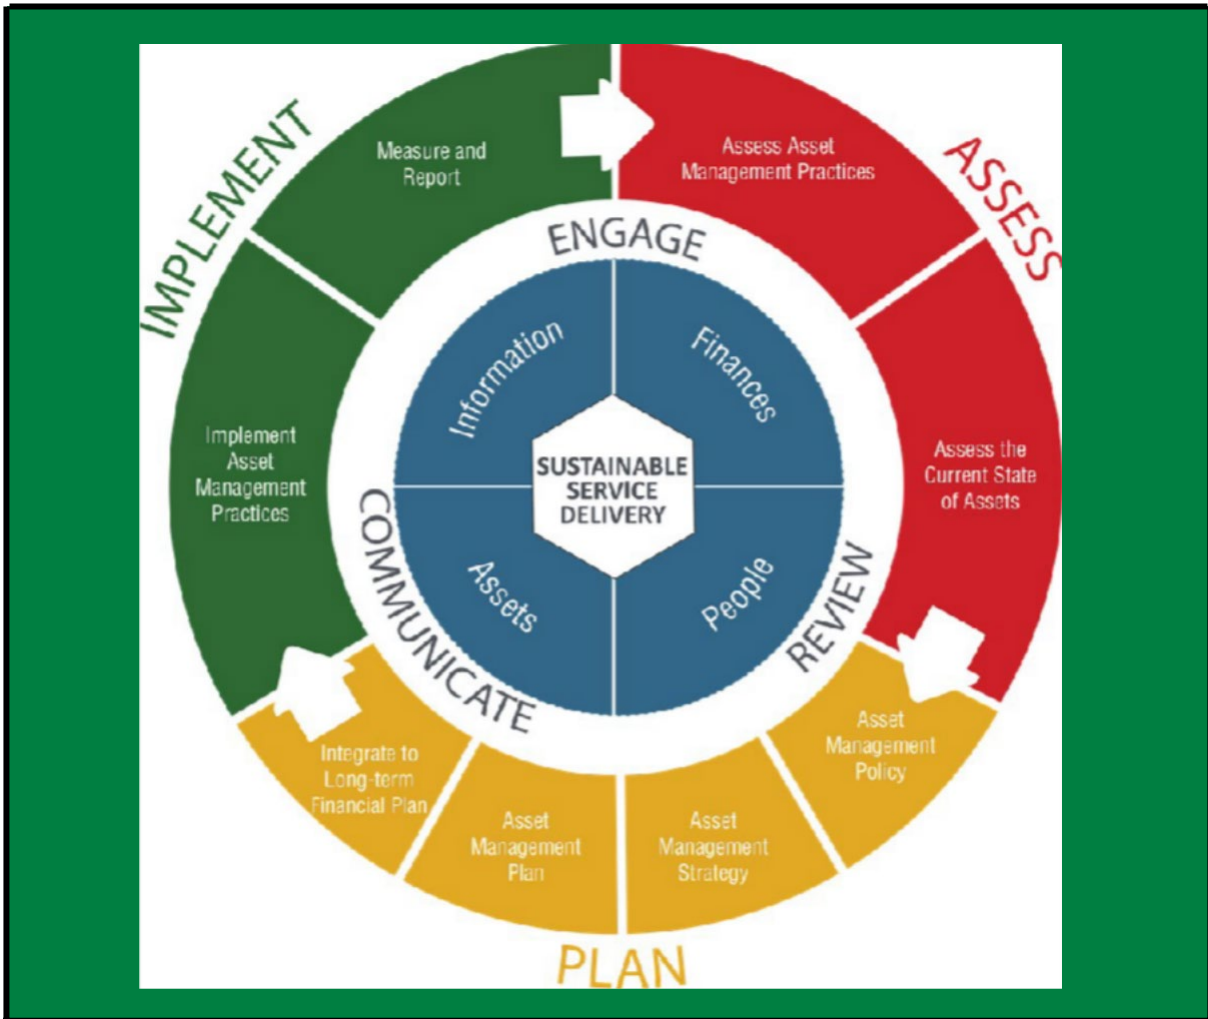 IMPLEMENT
Measure and
Report
Assess Asset
Management Practices
ASSESS
ENGAGE
Information
Finances
Implement
Asset
Management
Practices
SUSTAINABLE
SERVICE
DELIVERY
Assess the
Current State
of Assets
COMMUNICATE
Assets
People
REVIEW
Integrate to
Long-term
Financial Plan
Asset
Management
Plan
Asset
Management
Strategy
Asset
Management
Policy
PLAN